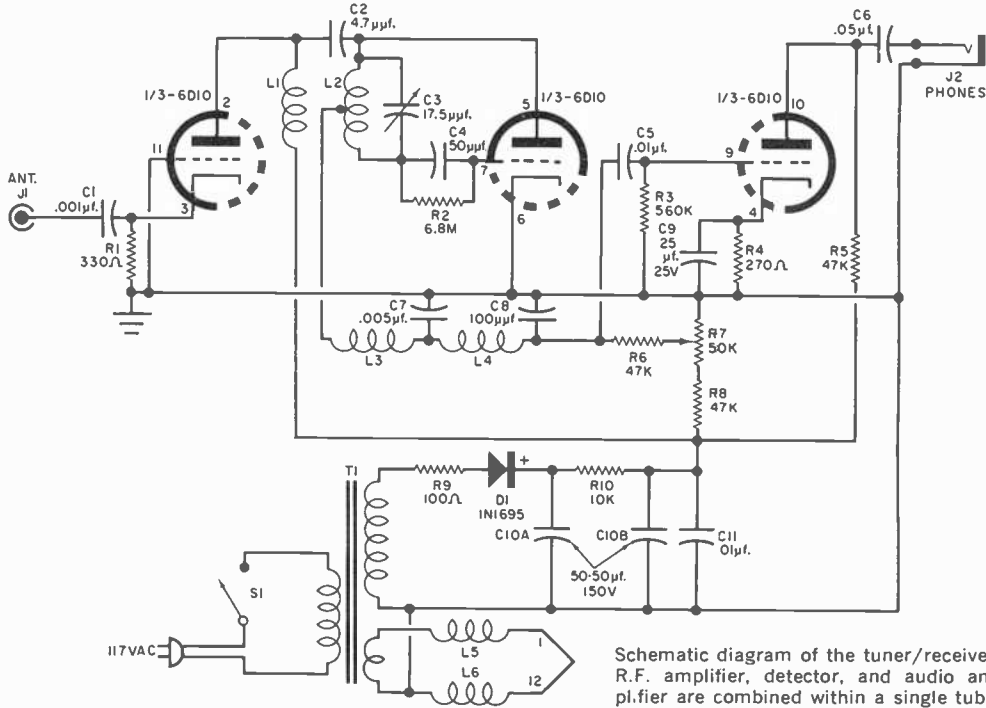 C2
4.7µµf.
C6
.05µf.
L1
L2
1/3-6D10
2
C3
17.5µµf.
5
1/3-6D10
1/3-6D10
10
V
J2
PHONES
11
C4
50µµf.
C5
.01µf.
7
9
ANT.
J1
C1
.001µf.
3
R2
6.8M
6
R3
560K
4
C9
25
µf.
25V
R1
330Ω
R4
270Ω
R5
47K
C7
.005µf.
C8
100µµf
R7
50K
L3
L4
R6
47K
R8
47K
T1
R9
100Ω
D1
1N1695
+
R10
10K
C10A
C10B
C11
.01µf.
S1
50-50µf.
150V
117VAC
L5
1
L6
12
Schematic diagram of the tuner/receive
R.F. amplifier, detector, and audio an
pl.fier are combined within a single tub